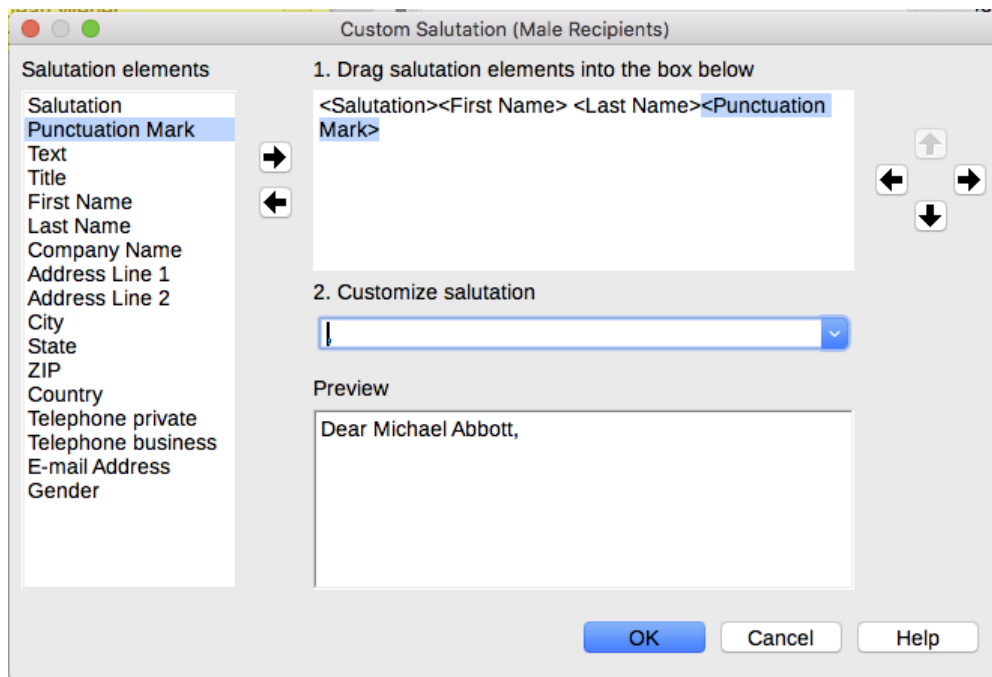 Custom Salutation (Male Recipients)
Salutation elements
Salutation
Punctuation Mark
Text
Title
First Name
Last Name
Company Name
Address Line 1
Address Line 2
City
State
ZIP
Country
Telephone private
Telephone business
E-mail Address
Gender
1. Drag salutation elements into the box below
<Salutation><First Name> <Last Name><Punctuation
Mark>
2. Customize salutation
,
Preview
Dear Michael Abbott,
OK
Cancel
Help